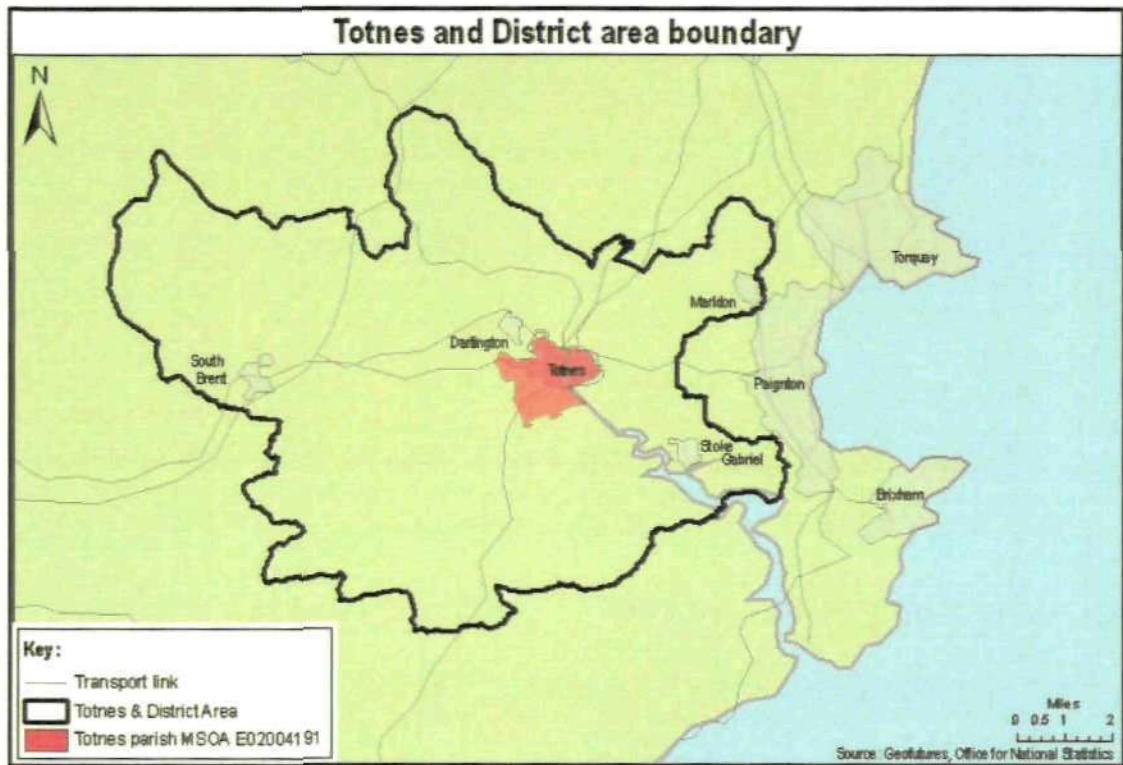 Totnes and District area boundary
N
Torquay
Marldon
Dartington
South
Brent
Totnes
Paignton
Stoke
Gabriel
Brixham
Key:
Transport link
Totnes & District Area
Totnes parish MSOA E02004191
Miles
0 0.5 1 2
Source: Geofutures, Office for National Statistics